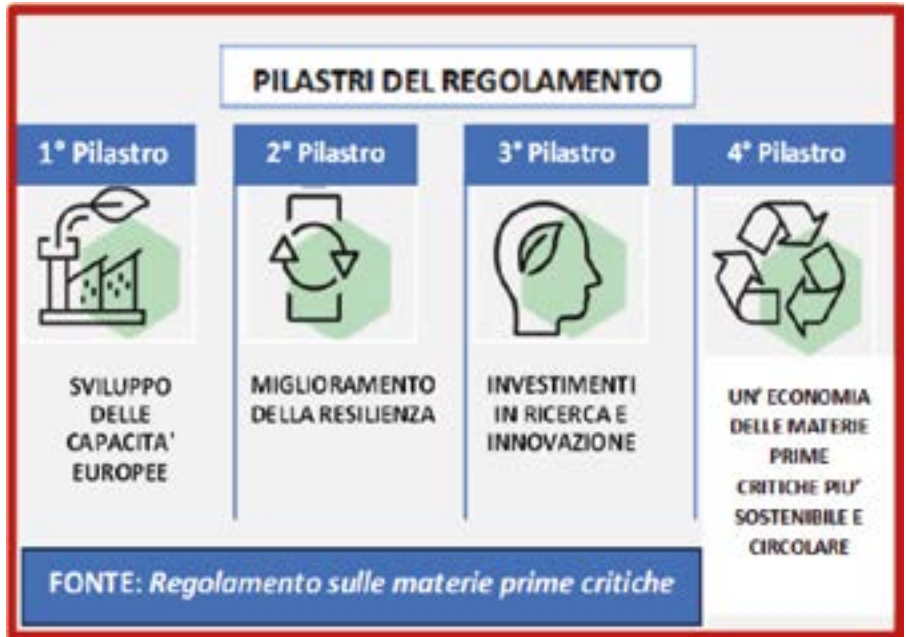 PILASTRI DEL REGOLAMENTO
1° Pilastro
2° Pilastro
3° Pilastro
4° Pilastro
SVILUPPO
DELLE
CAPACITA'
EUROPEE
MIGLIORAMENTO
DELLA RESILIENZA
INVESTIMENTI
IN RICERCA E
INNOVAZIONE
UN' ECONOMIA
DELLE MATERIE
PRIME
CRITICHE PIU'
SOSTENIBILE E
CIRCOLARE
FONTE: Regolamento sulle materie prime critiche